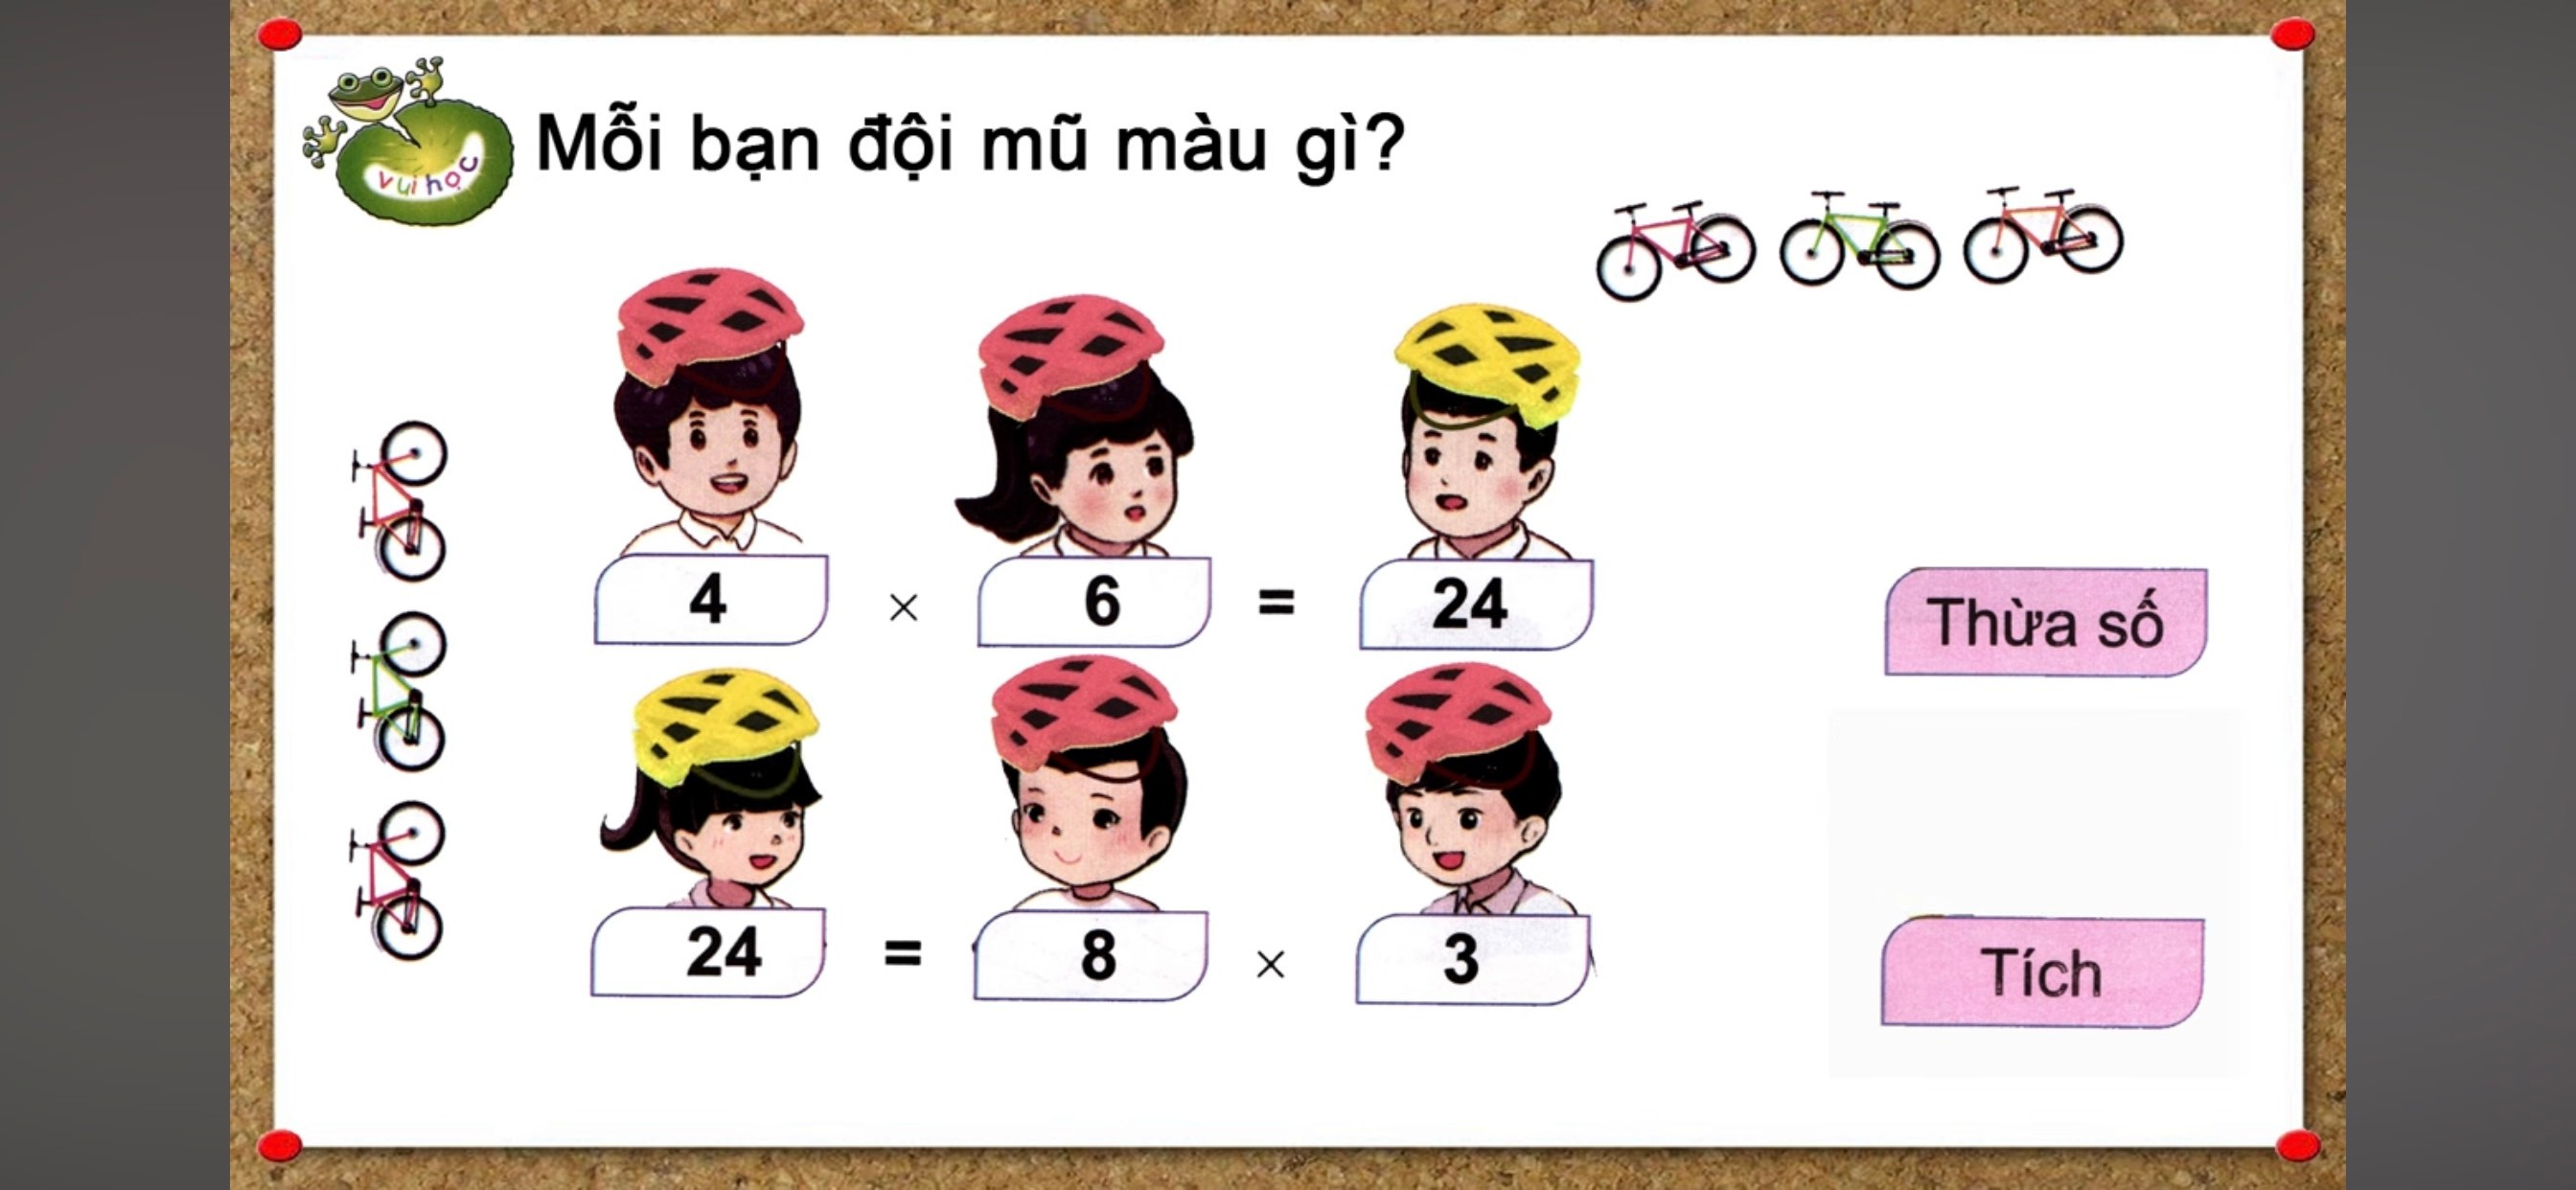 vui học
Mỗi bạn đội mũ màu gì?
4 × 6 = 24
Thừa số
24 = 8 × 3
Tích